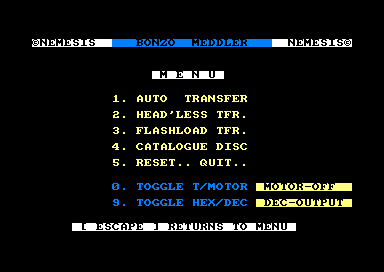 ©NEMESIS BONZO MEDDLER NEMESIS©
M E N U
1. AUTO TRANSFER
2. HEAD'LESS TFR.
3. FLASHLOAD TFR.
4. CATALOGUE DISC
5. RESET.. QUIT..
0. TOGGLE T/MOTOR MOTOR-OFF
9. TOGGLE HEX/DEC DEC-OUTPUT
[ ESCAPE ] RETURNS TO MENU